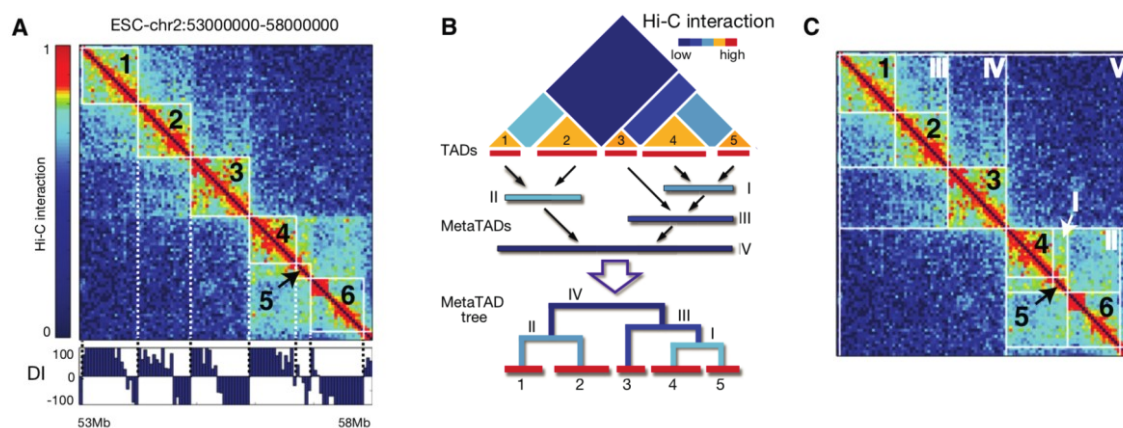 A
ESC-chr2:53000000-58000000
1
Hi-C interaction
0
1
2
3
4
5
6
DI
100
0
-100
53Mb
58Mb
B
Hi-C interaction
low
high
1
2
3
4
5
TADs
II
I
III
MetaTADs
IV
MetaTAD
tree
IV
II
III
I
1
2
3
4
5
C
1
III
IV
V
2
3
I
4
II
5
6